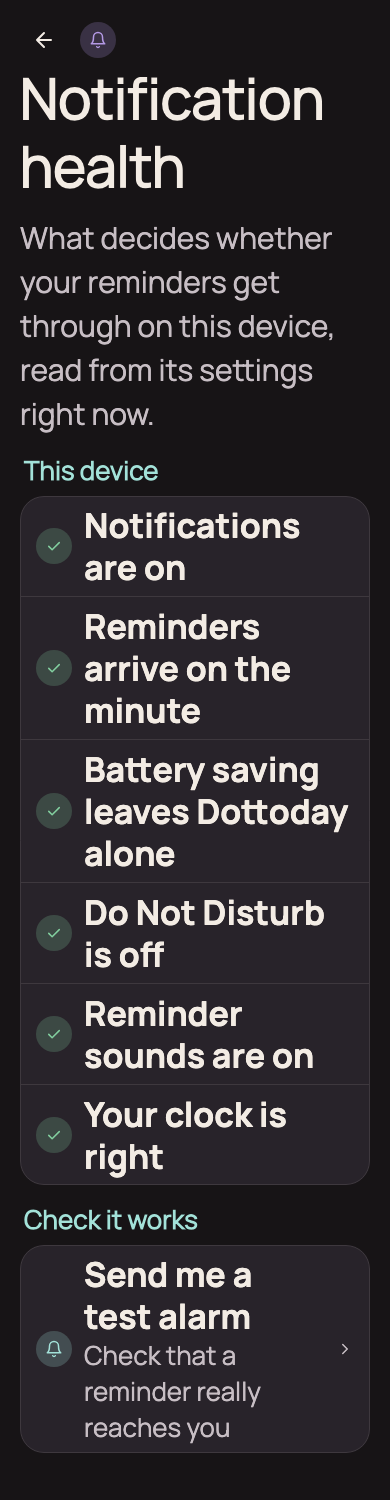 Notification
health
What decides whether
your reminders get
through on this device,
read from its settings
right now.
This device
Notifications
are on
Reminders
arrive on the
minute
Battery saving
leaves Dottoday
alone
Do Not Disturb
is off
Reminder
sounds are on
Your clock is
right
Check it works
Send me a
test alarm
Check that a
reminder really
reaches you